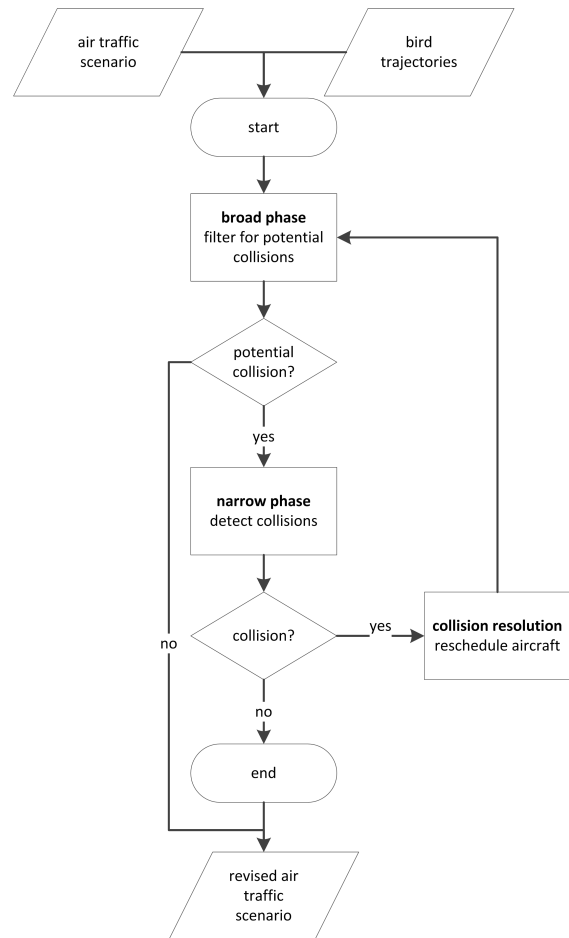 air traffic
scenario
bird
trajectories
start
broad phase
filter for potential
collisions
potential
collision?
yes
narrow phase
detect collisions
collision?
yes
collision resolution
reschedule aircraft
no
no
end
revised air
traffic
scenario